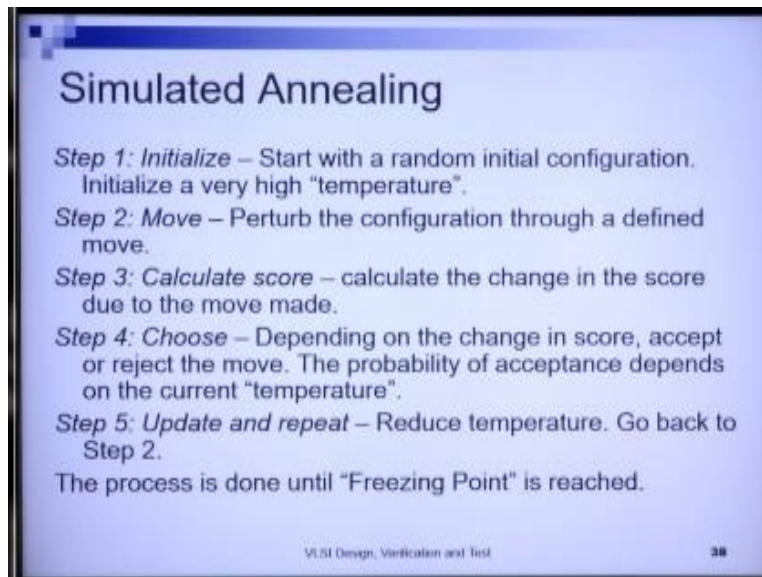 Simulated Annealing
Step 1: Initialize – Start with a random initial configuration.
Initialize a very high “temperature”.
Step 2: Move – Perturb the configuration through a defined
move.
Step 3: Calculate score – calculate the change in the score
due to the move made.
Step 4: Choose – Depending on the change in score, accept
or reject the move. The probability of acceptance depends
on the current “temperature”.
Step 5: Update and repeat – Reduce temperature. Go back to
Step 2.
The process is done until “Freezing Point” is reached.
VLSI Design, Verification and Test
38